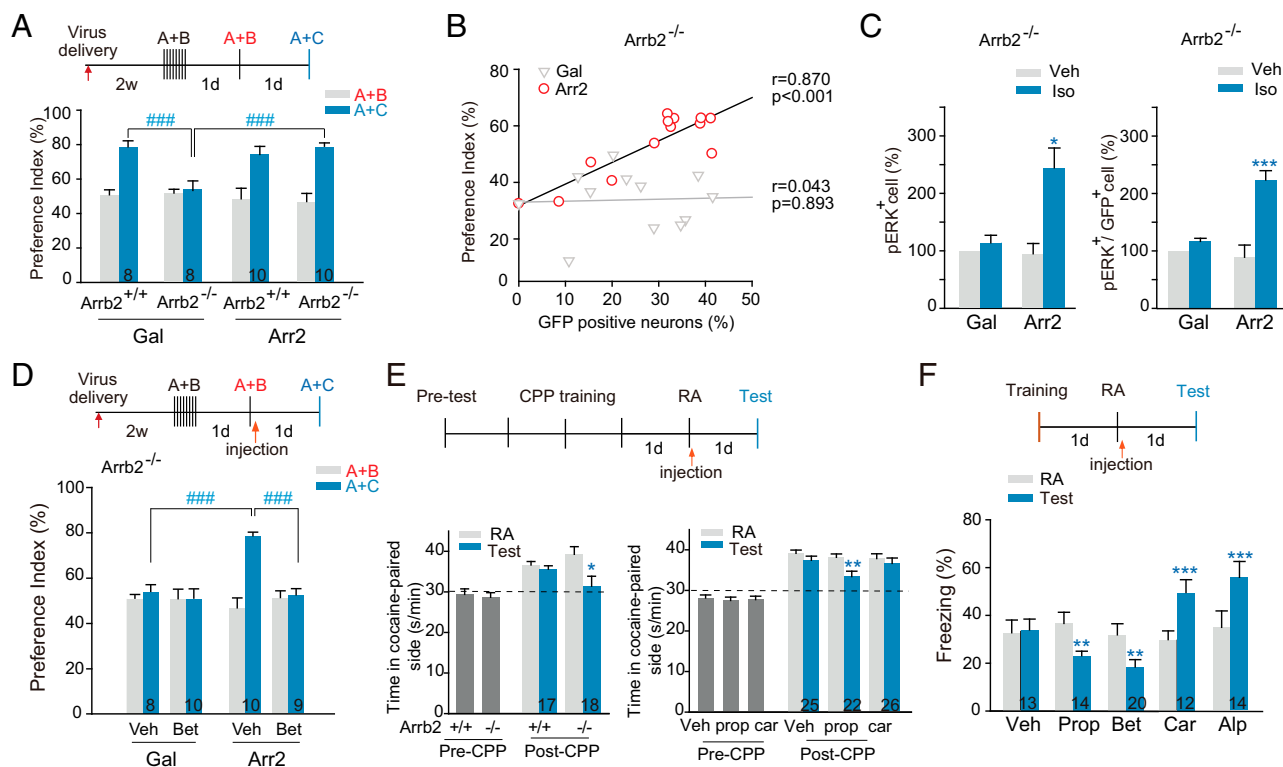 A
Virus
delivery
A+B
A+B
A+C
2w
1d
1d
A+B
A+C
###
###
Preference Index (%)
100
80
60
40
20
0
8
8
10
10
Arrb2+/+
Arrb2-/-
Arrb2+/+
Arrb2-/-
Gal
Arr2
B
Arrb2-/-
Gal
Arr2
r=0.870
p<0.001
r=0.043
p=0.893
Preference Index (%)
80
60
40
20
0
0
10
20
30
40
50
GFP positive neurons (%)
C
Arrb2-/-
Veh
Iso
*
pERK+ cell (%)
300
200
100
0
Gal
Arr2
Arrb2-/-
Veh
Iso
***
pERK+/ GFP+ cell (%)
300
200
100
0
Gal
Arr2
D
Virus
delivery
A+B
A+B
A+C
2w
1d
1d
injection
Arrb2-/-
A+B
A+C
###
###
Preference Index (%)
100
80
60
40
20
0
8
10
10
9
Veh
Bet
Veh
Bet
Gal
Arr2
E
Pre-test
CPP training
RA
Test
1d
1d
injection
RA
Test
*
Time in cocaine-paired
side (s/min)
40
30
20
10
0
17
18
Arrb2
+/+
-/-
+/+
-/-
Pre-CPP
Post-CPP
RA
Test
**
Time in cocaine-paired
side (s/min)
40
30
20
10
0
25
22
26
Veh prop car
Veh prop car
Pre-CPP
Post-CPP
F
Training
RA
Test
1d
1d
injection
RA
Test
**
**
***
***
Freezing (%)
100
80
60
40
20
0
13
14
20
12
14
Veh
Prop
Bet
Car
Alp